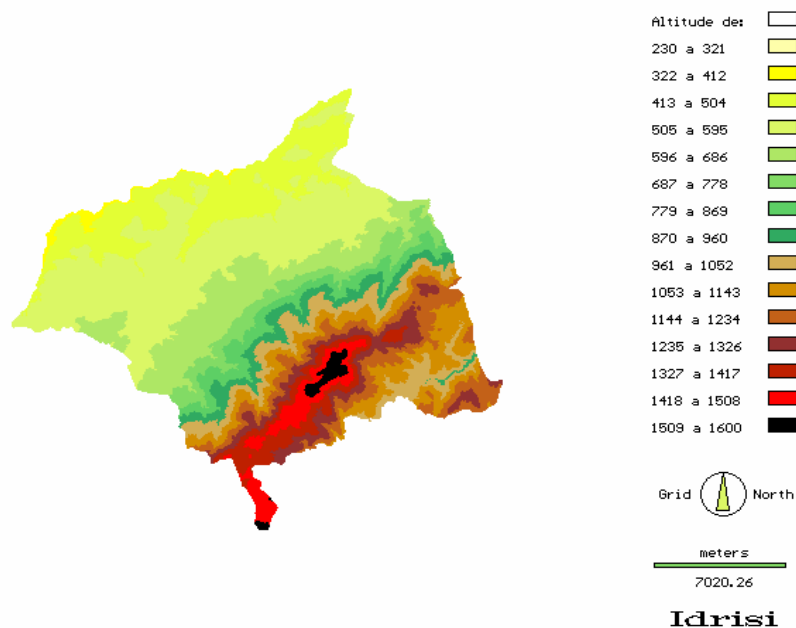 Altitude de:
230 a 321
322 a 412
413 a 504
505 a 595
596 a 686
687 a 778
779 a 869
870 a 960
961 a 1052
1053 a 1143
1144 a 1234
1235 a 1326
1327 a 1417
1418 a 1508
1509 a 1600
Grid North
meters
7020.26
Idrisi